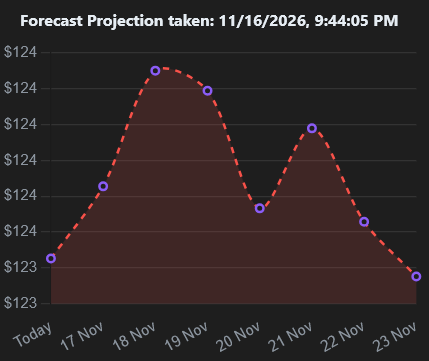 Forecast Projection taken: 11/16/2026, 9:44:05 PM
$124
$124
$124
$124
$124
$124
$123
$123
Today
17 Nov
18 Nov
19 Nov
20 Nov
21 Nov
22 Nov
23 Nov